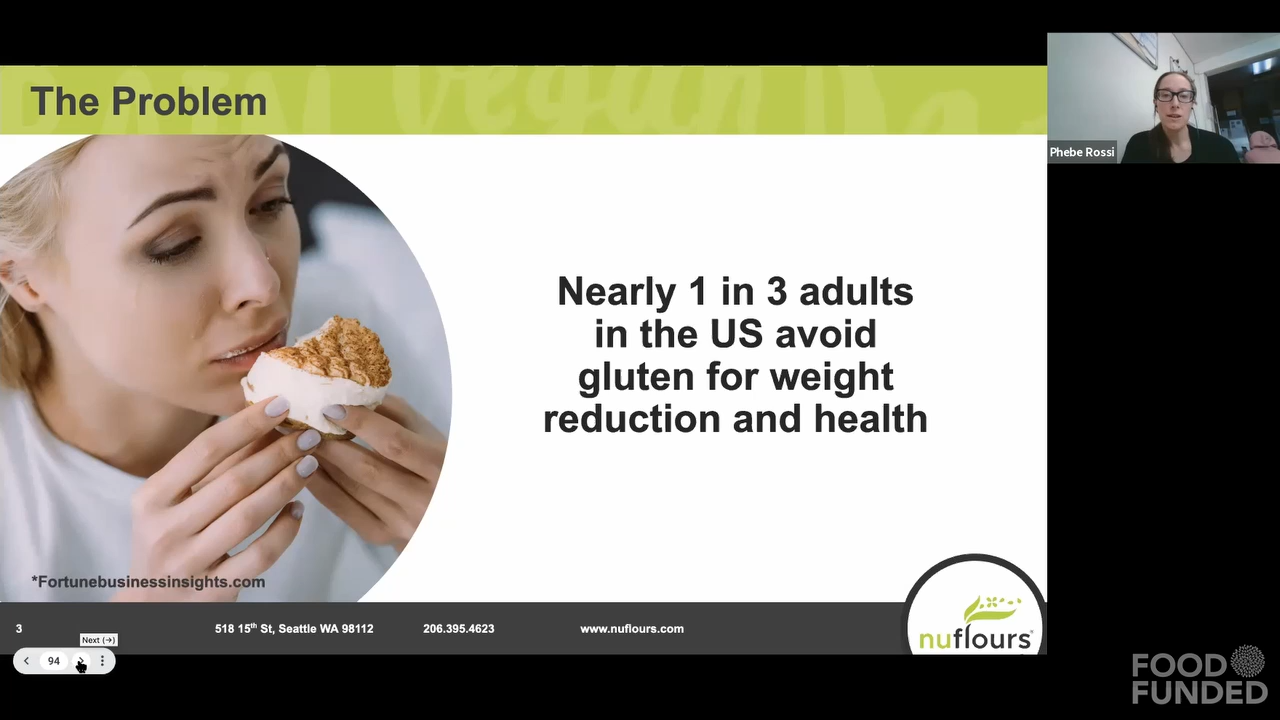 The Problem
Phebe Rossi
Nearly 1 in 3 adults
in the US avoid
gluten for weight
reduction and health
*Fortunebusinessinsights.com
3
518 15th St, Seattle WA 98112
206.395.4623
www.nuflours.com
nuflours®
Next (→)
94
FOOD
FUNDED